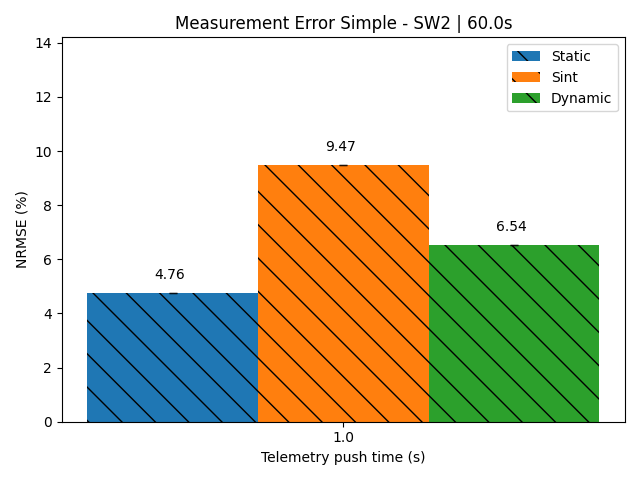 Measurement Error Simple - SW2 | 60.0s
Static
Sint
Dynamic
14
12
10
8
6
4
2
0
NRMSE (%)
4.76
9.47
6.54
1.0
Telemetry push time (s)